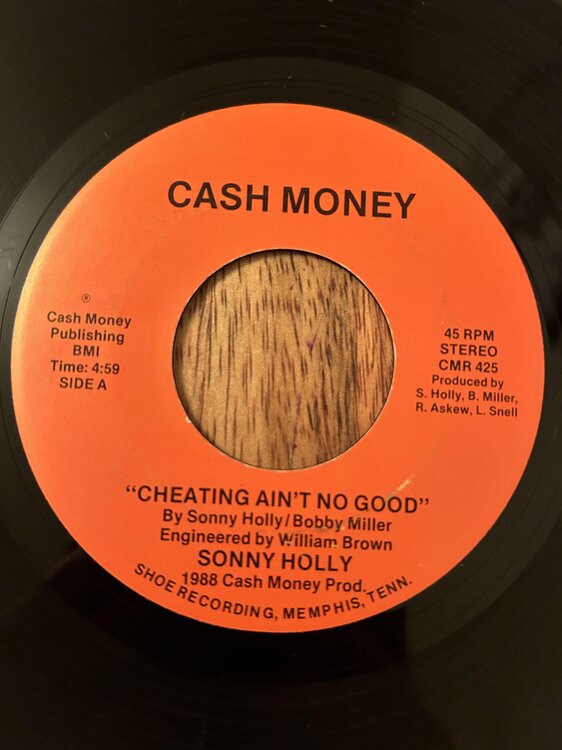 CASH MONEY
®
Cash Money
Publishing
BMI
Time: 4:59
SIDE A
45 RPM
STEREO
CMR 425
Produced by
S. Holly, B. Miller,
R. Askew, L. Snell
"CHEATING AIN'T NO GOOD"
By Sonny Holly/Bobby Miller
Engineered by William Brown
SONNY HOLLY
1988 Cash Money Prod.
SHOE RECORDING, MEMPHIS, TENN.